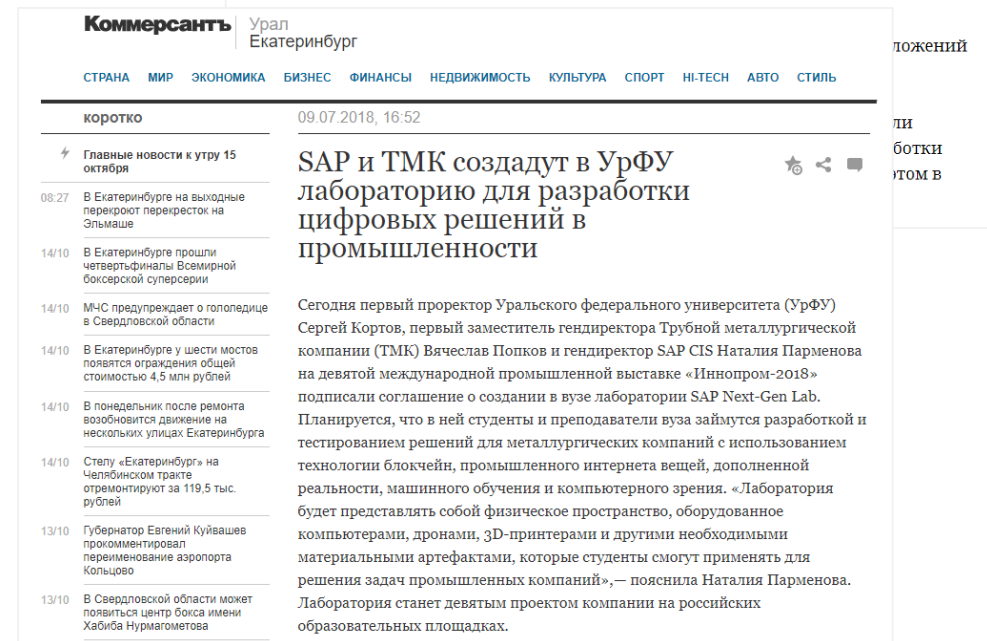 Коммерсантъ
Урал
Екатеринбург
СТРАНА МИР ЭКОНОМИКА БИЗНЕС ФИНАНСЫ НЕДВИЖИМОСТЬ КУЛЬТУРА СПОРТ HI-TECH АВТО СТИЛЬ
коротко
Главные новости к утру 15
октября
08:27 В Екатеринбурге на выходные
перекроют перекресток на
Эльмаше
14/10 В Екатеринбурге прошли
четвертьфиналы Всемирной
боксерской суперсерии
14/10 МЧС предупреждает о гололедице
в Свердловской области
14/10 В Екатеринбурге у шести мостов
появятся ограждения общей
стоимостью 4,5 млн рублей
14/10 В понедельник после ремонта
возобновится движение на
нескольких улицах Екатеринбурга
14/10 Стелу «Екатеринбург» на
Челябинском тракте
отремонтируют за 119,5 тыс.
рублей
13/10 Губернатор Евгений Куйвашев
прокомментировал
переименование аэропорта
Кольцово
13/10 В Свердловской области может
появиться центр бокса имени
Хабиба Нурмагометова
09.07.2018, 16:52
SAP и ТМК создадут в УрФУ
лабораторию для разработки
цифровых решений в
промышленности
Сегодня первый проректор Уральского федерального университета (УрФУ)
Сергей Кортов, первый заместитель гендиректора Трубной металлургической
компании (ТМК) Вячеслав Попков и гендиректор SAP CIS Наталия Парменова
на девятой международной промышленной выставке «Иннопром-2018»
подписали соглашение о создании в вузе лаборатории SAP Next-Gen Lab.
Планируется, что в ней студенты и преподаватели вуза займутся разработкой и
тестированием решений для металлургических компаний с использованием
технологии блокчейн, промышленного интернета вещей, дополненной
реальности, машинного обучения и компьютерного зрения. «Лаборатория
будет представлять собой физическое пространство, оборудованное
компьютерами, дронами, 3D-принтерами и другими необходимыми
материальными артефактами, которые студенты смогут применять для
решения задач промышленных компаний»,— пояснила Наталия Парменова.
Лаборатория станет девятым проектом компании на российских
образовательных площадках.
ложений
ли
ботки
этом в